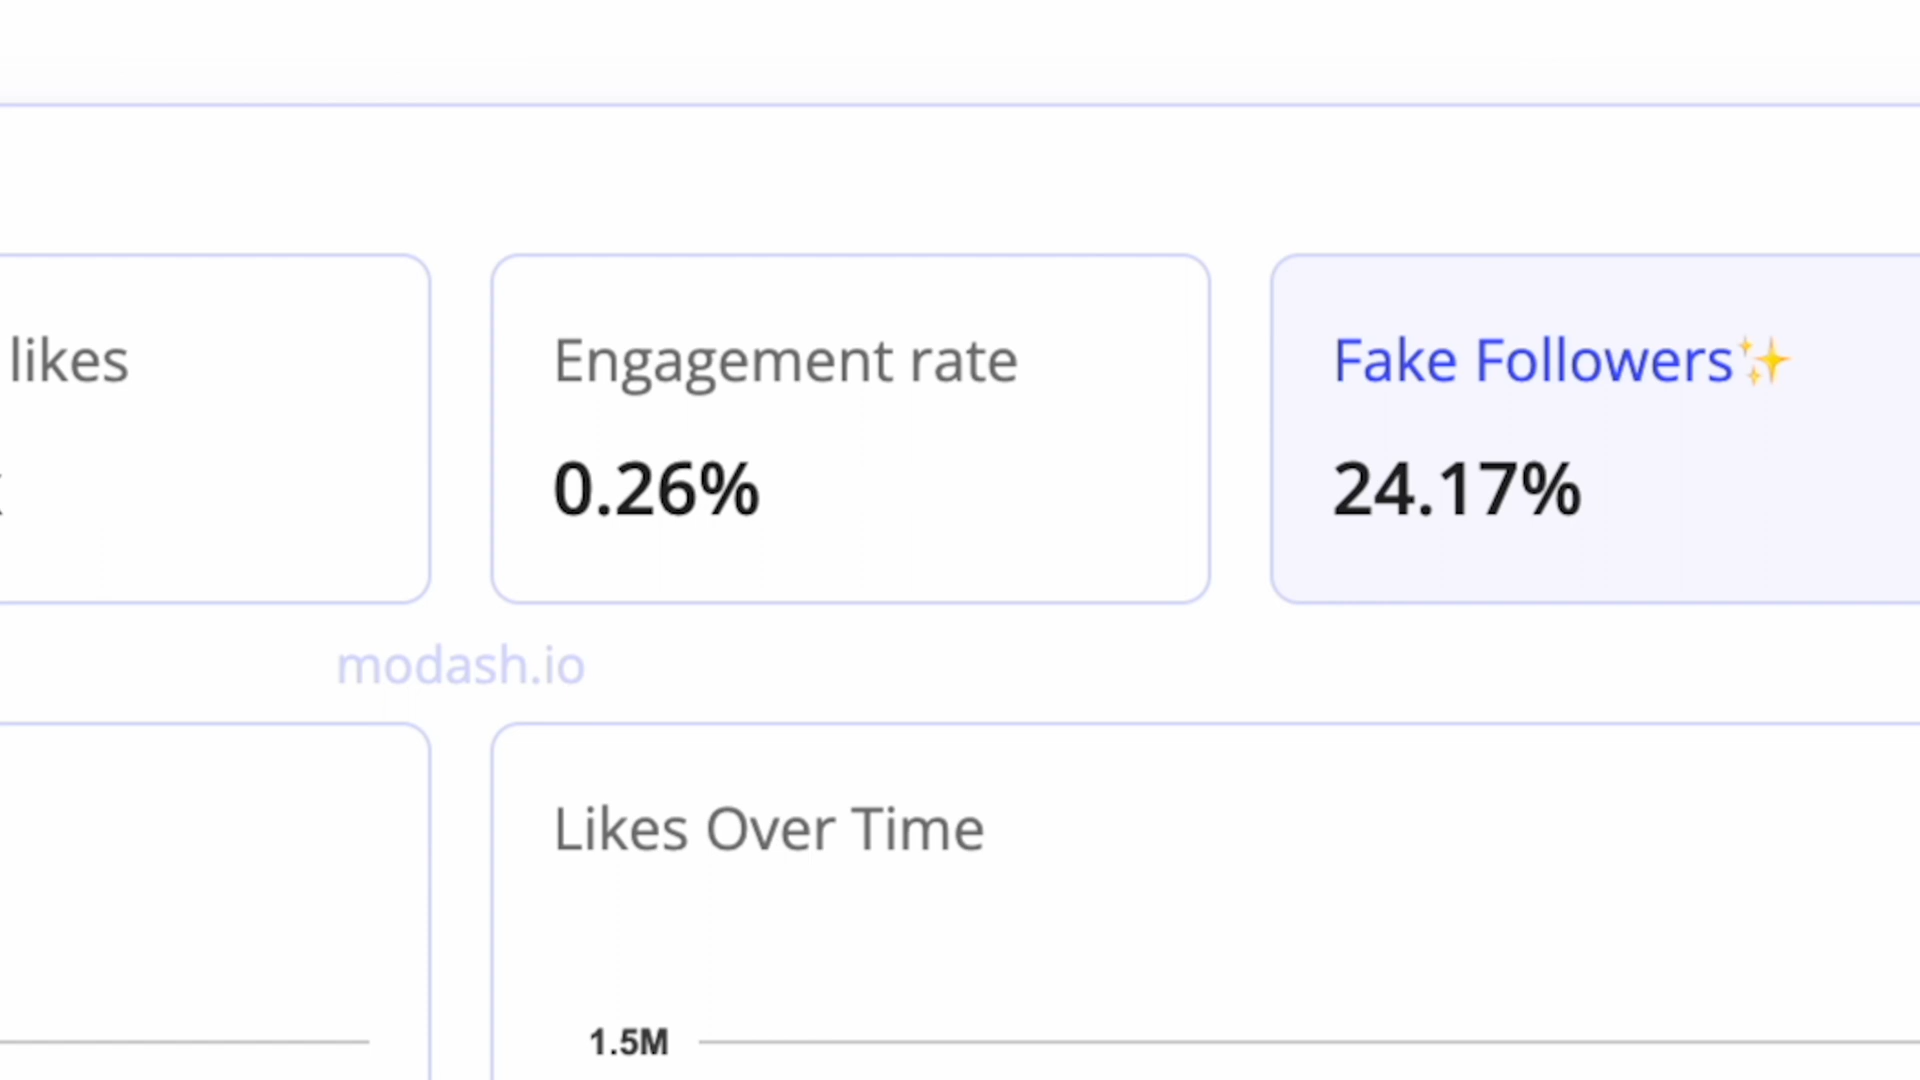 likes
Engagement rate
Fake Followers✨
0.26%
24.17%
modash.io
Likes Over Time
1.5M